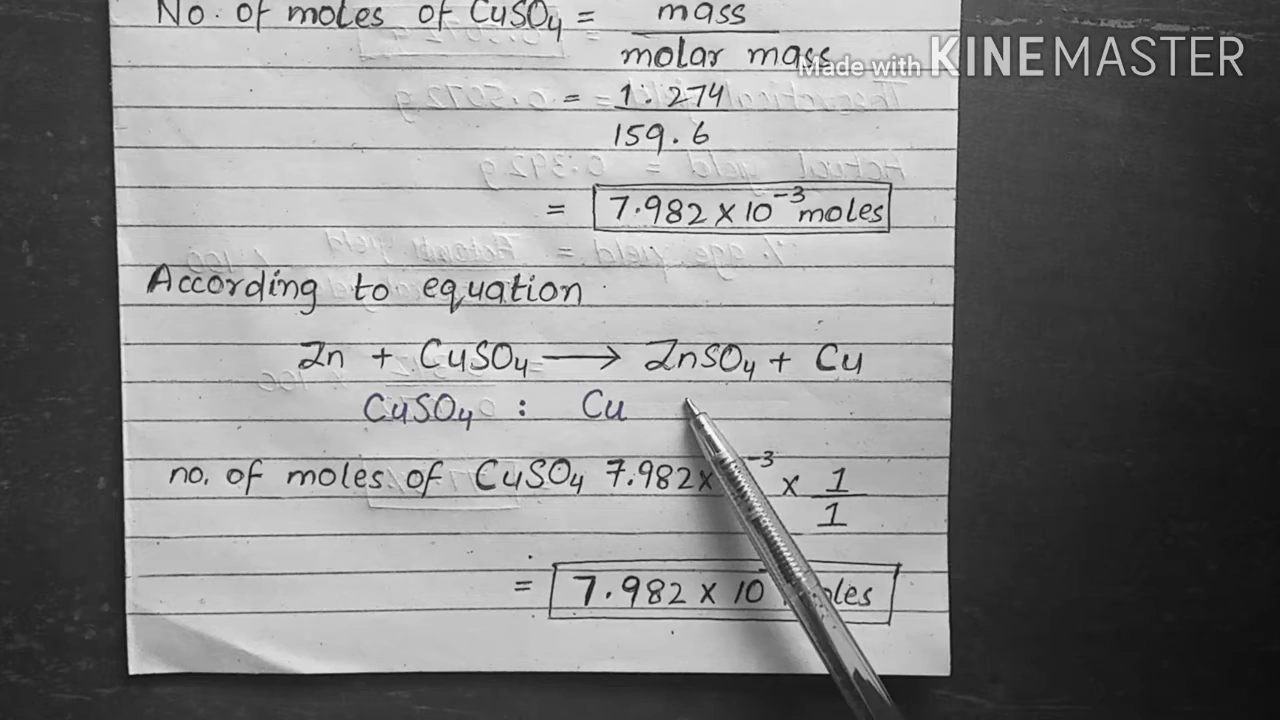 No. of moles of CuSO4 = mass
molar mass
Made with KINEMASTER
= 1.274
159.6
= 7.982 x 10⁻³ moles
According to equation
Zn + CuSO4 ⟶ ZnSO4 + Cu
CuSO4 : Cu
no. of moles of CuSO4 7.982x ⁻³ x 1
1
= 7.982 x 10